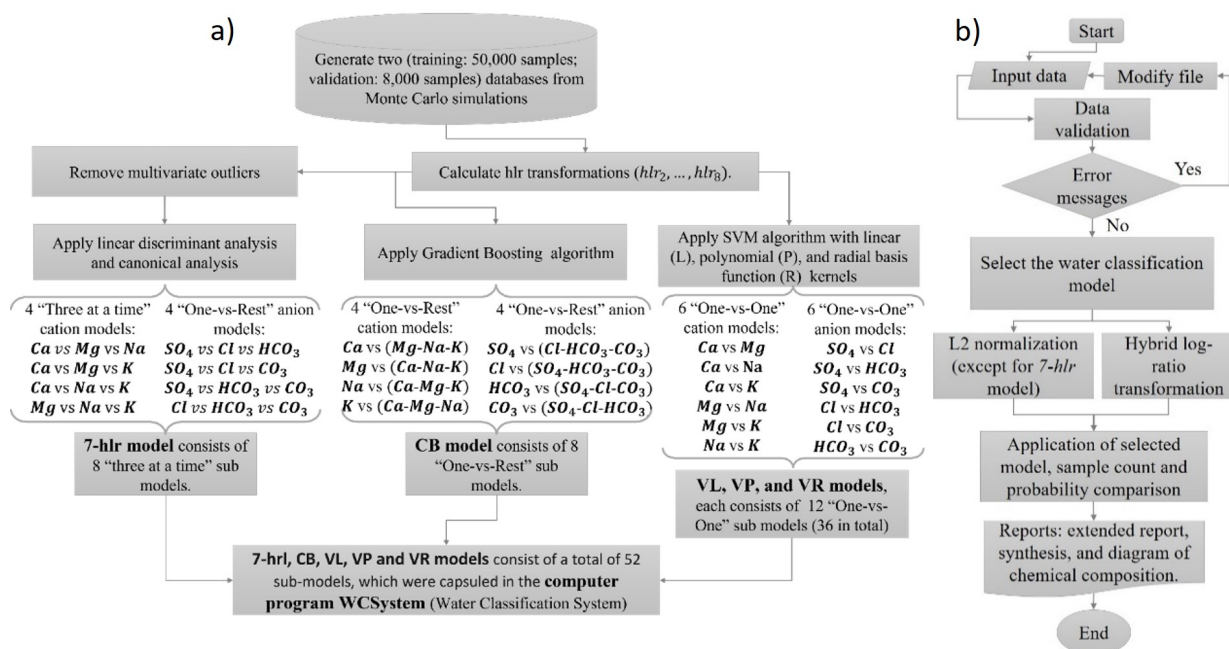 a)
Generate two (training: 50,000 samples;
validation: 8,000 samples) databases from
Monte Carlo simulations
Remove multivariate outliers
Calculate hlr transformations (hlr₂, …, hlr₈).
Apply linear discriminant analysis
and canonical analysis
Apply Gradient Boosting algorithm
Apply SVM algorithm with linear
(L), polynomial (P), and radial basis
function (R) kernels
4 “Three at a time”
cation models:
Ca vs Mg vs Na
Ca vs Mg vs K
Ca vs Na vs K
Mg vs Na vs K
4 “One-vs-Rest” anion
models:
SO₄ vs Cl vs HCO₃
SO₄ vs Cl vs CO₃
SO₄ vs HCO₃ vs CO₃
Cl vs HCO₃ vs CO₃
4 “One-vs-Rest”
cation models:
Ca vs (Mg-Na-K)
Mg vs (Ca-Na-K)
Na vs (Ca-Mg-K)
K vs (Ca-Mg-Na)
4 “One-vs-Rest” anion
models:
SO₄ vs (Cl-HCO₃-CO₃)
Cl vs (SO₄-HCO₃-CO₃)
HCO₃ vs (SO₄-Cl-CO₃)
CO₃ vs (SO₄-Cl-HCO₃)
6 “One-vs-One”
cation models:
Ca vs Mg
Ca vs Na
Ca vs K
Mg vs Na
Mg vs K
Na vs K
6 “One-vs-One”
anion models:
SO₄ vs Cl
SO₄ vs HCO₃
SO₄ vs CO₃
Cl vs HCO₃
Cl vs CO₃
HCO₃ vs CO₃
7-hlr model consists of
8 “three at a time” sub
models.
CB model consists of 8
“One-vs-Rest” sub
models.
VL, VP, and VR models,
each consists of 12 “One-vs-
One” sub models (36 in total)
7-hrl, CB, VL, VP and VR models consist of a total of 52
sub-models, which were capsuled in the computer
program WCSystem (Water Classification System)
b)
Start
Input data
Modify file
Data
validation
Error
messages
Yes
No
Select the water classification
model
L2 normalization
(except for 7-hlr
model)
Hybrid log-
ratio
transformation
Application of selected
model, sample count and
probability comparison
Reports: extended report,
synthesis, and diagram of
chemical composition.
End